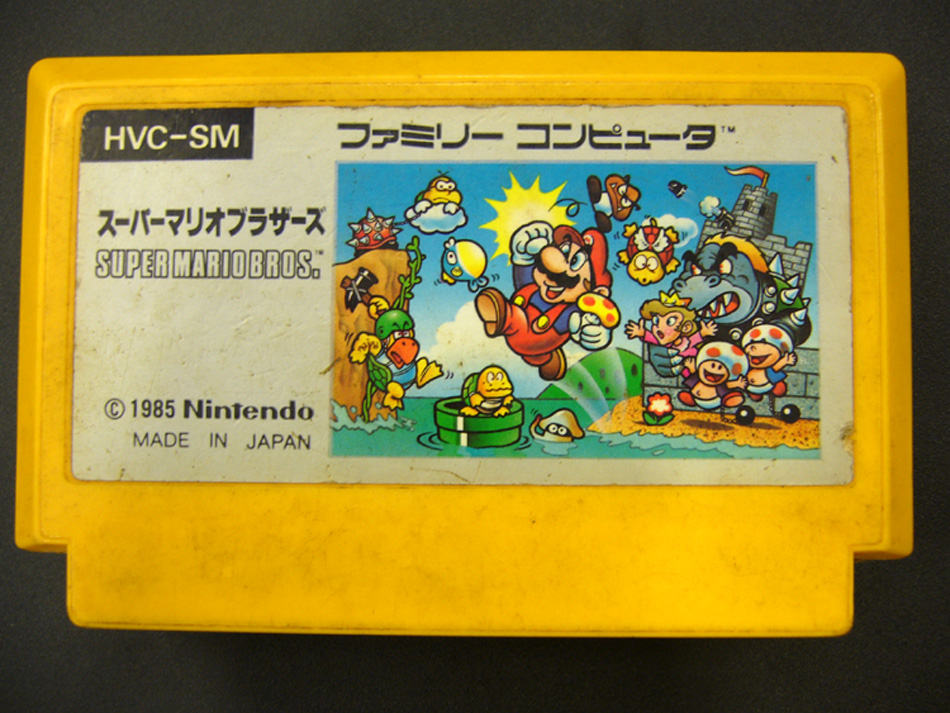 HVC-SM
ファミリー コンピュータ™
スーパーマリオブラザーズ
SUPER MARIO BROS.™
© 1985 Nintendo
MADE IN JAPAN